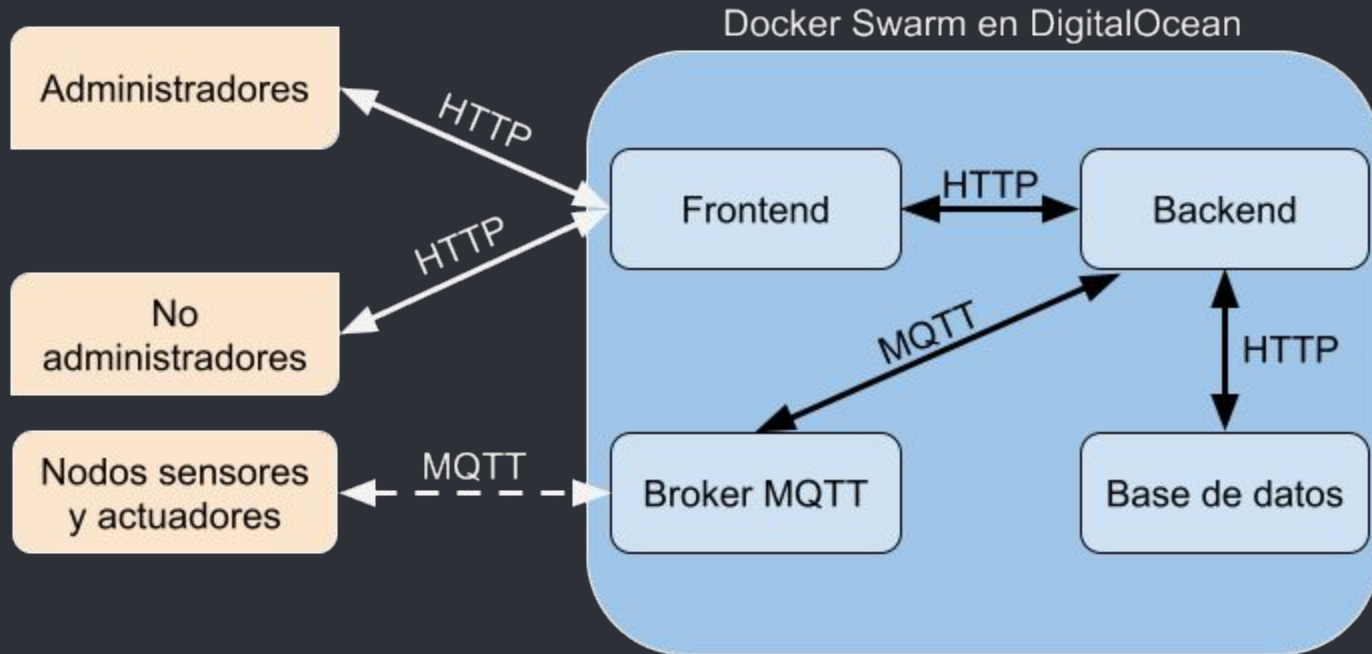 Docker Swarm en DigitalOcean
Administradores
HTTP
Frontend
HTTP
Backend
HTTP
No
administradores
MQTT
HTTP
Nodos sensores
y actuadores
MQTT
Broker MQTT
Base de datos